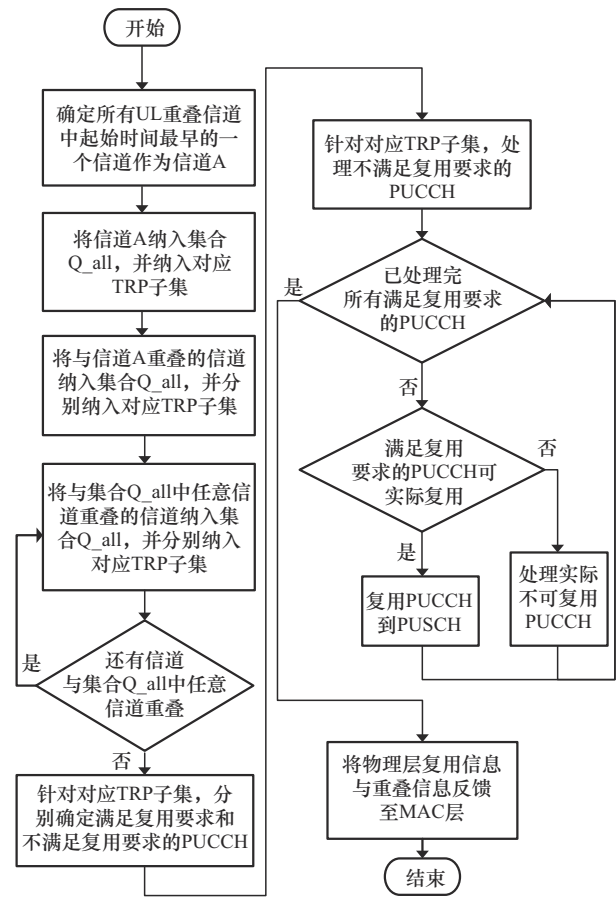 开始
确定所有UL重叠信道
中起始时间最早的一
个信道作为信道A
将信道A纳入集合
Q_all，并纳入对应
TRP子集
将与信道A重叠的信道
纳入集合Q_all，并分
别纳入对应TRP子集
将与集合Q_all中任意信
道重叠的信道纳入集
合Q_all，并分别纳入
对应TRP子集
是
还有信道
与集合Q_all中任意
信道重叠
否
针对对应TRP子集，分
别确定满足复用要求和
不满足复用要求的PUCCH
针对对应TRP子集，处
理不满足复用要求的
PUCCH
是
已处理完
所有满足复用要求
的PUCCH
否
满足复用
要求的PUCCH可
实际复用
否
是
复用PUCCH
到PUSCH
处理实际
不可复用
PUCCH
将物理层复用信息
与重叠信息反馈
至MAC层
结束